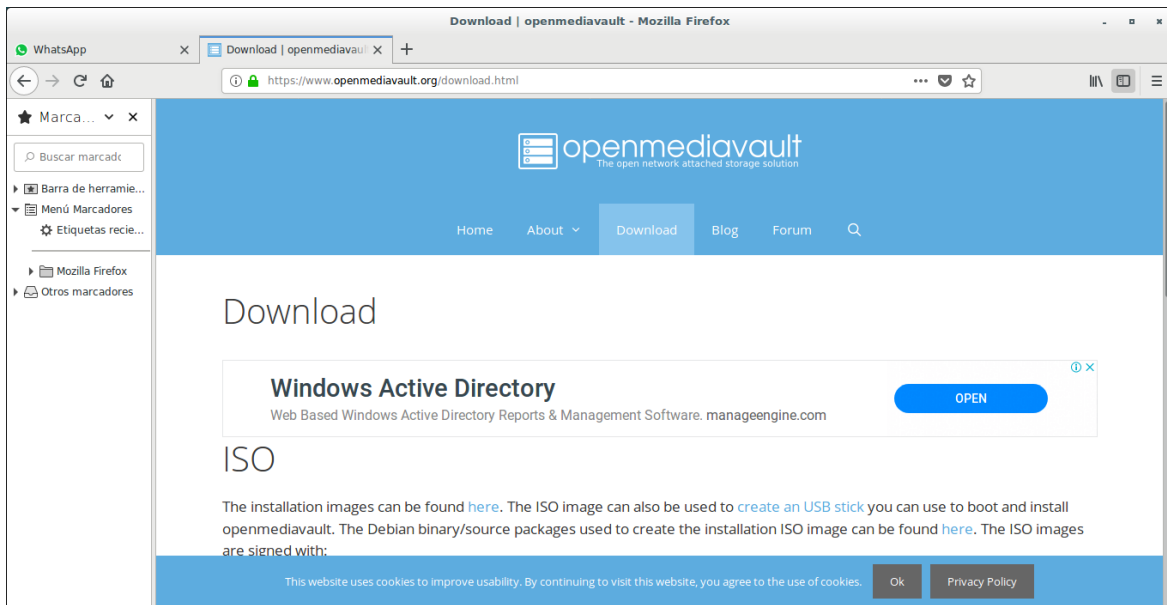 Download | openmediavault - Mozilla Firefox
WhatsApp
Download | openmediavaul
https://www.openmediavault.org/download.html
Marca...
Buscar marcadc
Barra de herramie...
Menú Marcadores
Etiquetas recie...
Mozilla Firefox
Otros marcadores
openmediavault
The open network attached storage solution
Home About Download Blog Forum
Download
Windows Active Directory
Web Based Windows Active Directory Reports & Management Software. manageengine.com
OPEN
ISO
The installation images can be found here. The ISO image can also be used to create an USB stick you can use to boot and install
openmediavault. The Debian binary/source packages used to create the installation ISO image can be found here. The ISO images
are signed with:
This website uses cookies to improve usability. By continuing to visit this website, you agree to the use of cookies. Ok Privacy Policy